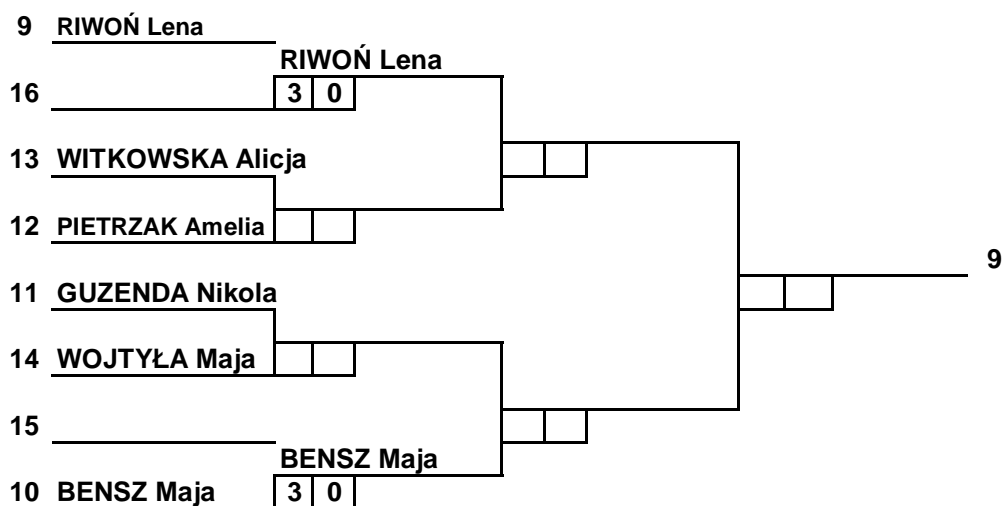 9 RIWOŃ Lena
RIWOŃ Lena
16 3 0
13 WITKOWSKA Alicja
12 PIETRZAK Amelia
9
11 GUZENDA Nikola
14 WOJTYŁA Maja
15
BENSZ Maja
10 BENSZ Maja 3 0